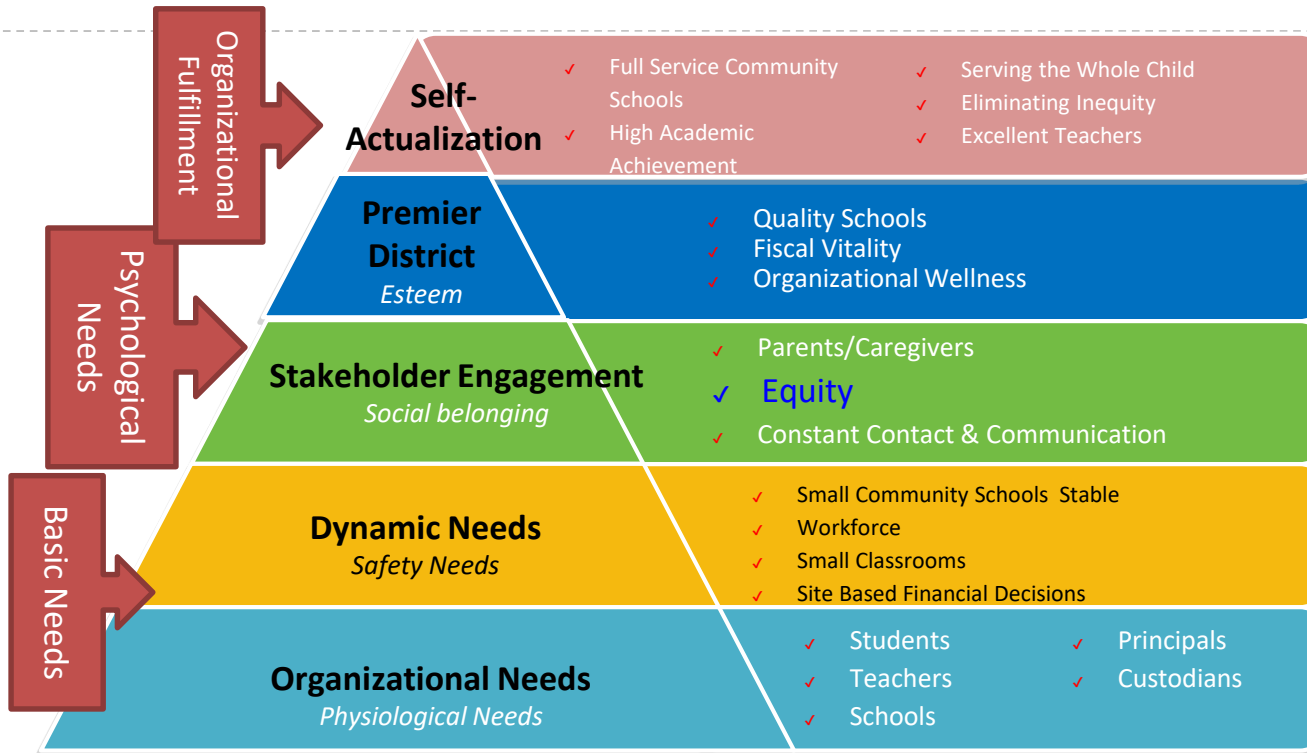 Organizational
Fulfillment
Self-
Actualization
✓ Full Service Community
Schools
✓ High Academic
Achievement
✓ Serving the Whole Child
✓ Eliminating Inequity
✓ Excellent Teachers
Psychological
Needs
Premier
District
Esteem
✓ Quality Schools
✓ Fiscal Vitality
✓ Organizational Wellness
Stakeholder Engagement
Social belonging
✓ Parents/Caregivers
✓ Equity
✓ Constant Contact & Communication
Basic Needs
Dynamic Needs
Safety Needs
✓ Small Community Schools Stable
✓ Workforce
✓ Small Classrooms
✓ Site Based Financial Decisions
Organizational Needs
Physiological Needs
✓ Students
✓ Teachers
✓ Schools
✓ Principals
✓ Custodians